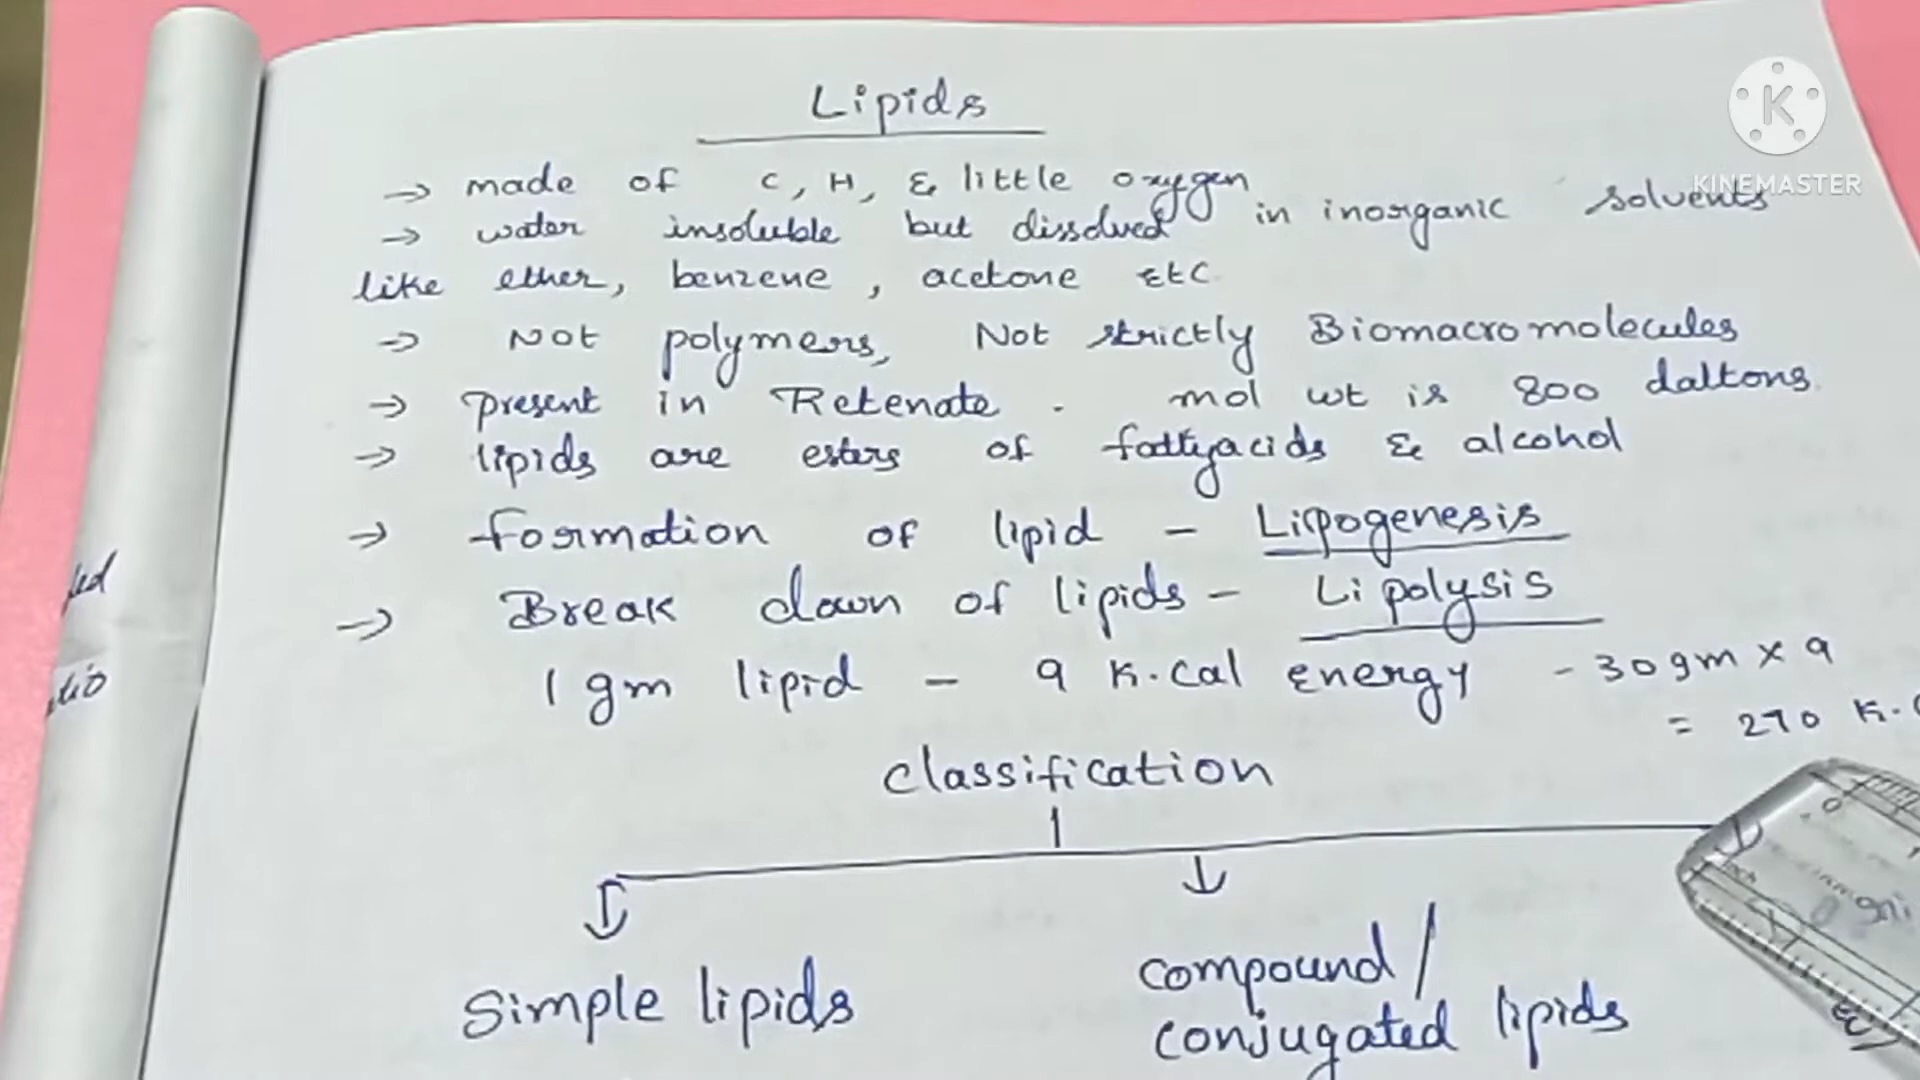 Lipids
→ made of C, H, & little oxygen
→ water insoluble but dissolved in inorganic solvents
like ether, benzene, acetone Etc
→ Not polymers, Not strictly Biomacromolecules
→ present in Retenate. mol wt is 800 daltons.
→ lipids are esters of fattyacids & alcohol
→ formation of lipid - Lipogenesis
→ Break down of lipids - Lipolysis
1 gm lipid - 9 K.cal energy - 30gm x 9
= 270 K.
classification
Simple lipids
compound/
conjugated lipids
K
KINEMASTER